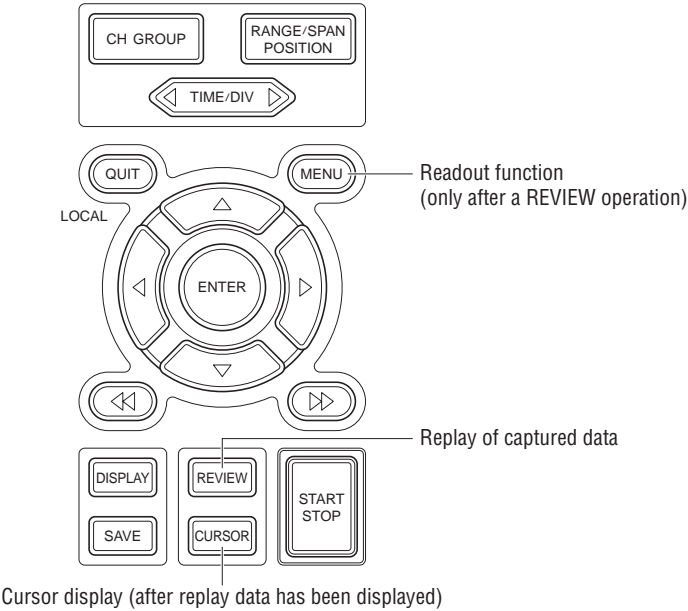 CH GROUP
RANGE/SPAN
POSITION
TIME/DIV
QUIT
MENU
Readout function
(only after a REVIEW operation)
LOCAL
ENTER
Replay of captured data
DISPLAY
REVIEW
START
STOP
SAVE
CURSOR
Cursor display (after replay data has been displayed)